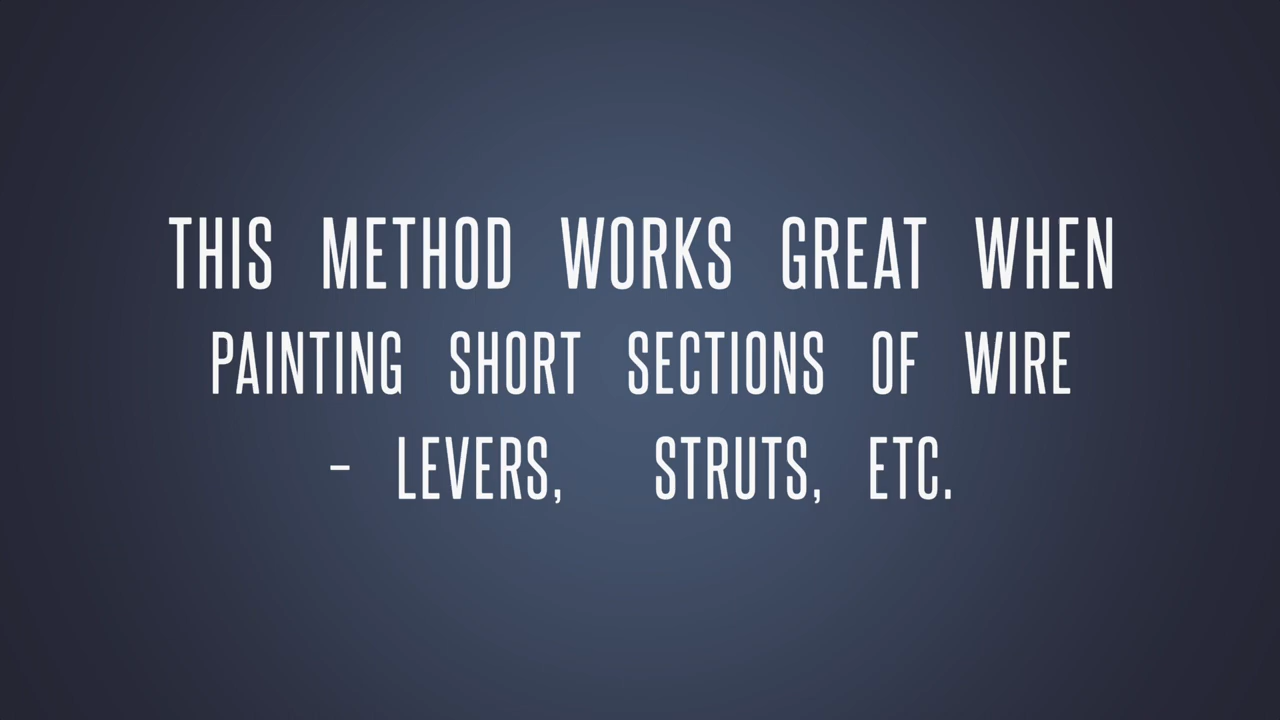 THIS METHOD WORKS GREAT WHEN
PAINTING SHORT SECTIONS OF WIRE
- LEVERS, STRUTS, ETC.